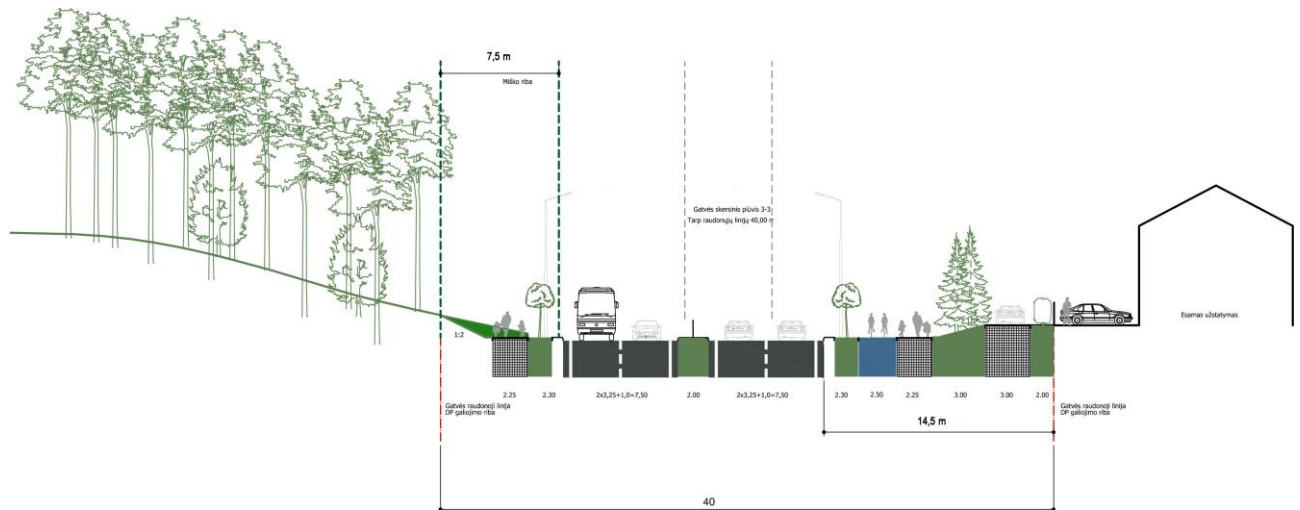 7,5 m
Miško riba
Gatvės skersinis pjūvis 3-3
Tarp raudonųjų linijų 40,00 m
Esamas užstatymas
1:2
2.25
2.30
2x3,25+1,0=7,50
2.00
2x3,25+1,0=7,50
2.30
2.50
2.25
3.00
3.00
2.00
Gatvės raudonoji linija
DP galiojimo riba
Gatvės raudonoji linija
DP galiojimo riba
14,5 m
40